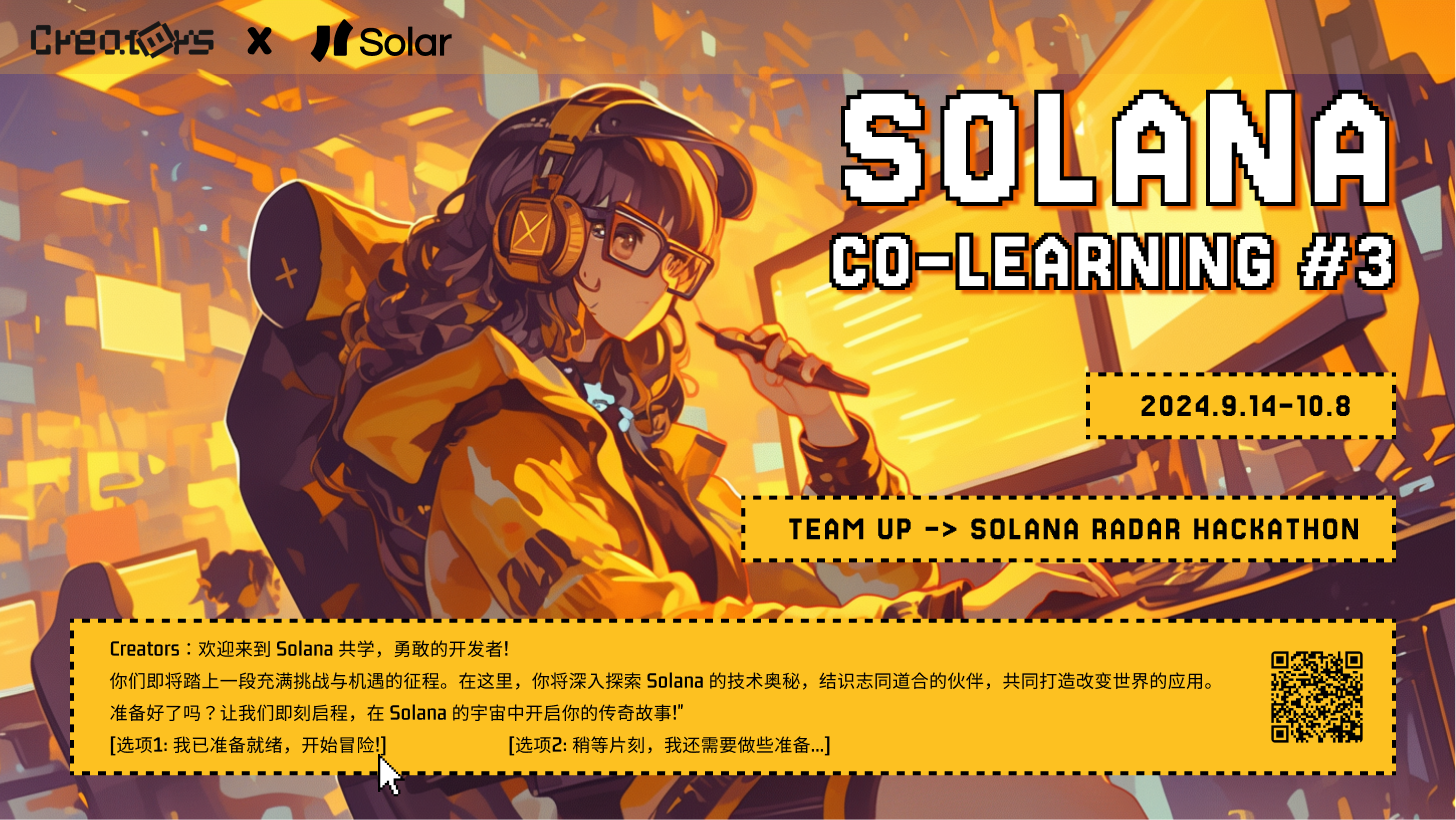 Creators X Solar
SOLANA
CO-LEARNING #3
2024.9.14-10.8
TEAM UP -> SOLANA RADAR HACKATHON
Creators：欢迎来到 Solana 共学，勇敢的开发者!
你们即将踏上一段充满挑战与机遇的征程。在这里，你将深入探索 Solana 的技术奥秘，结识志同道合的伙伴，共同打造改变世界的应用。
准备好了吗？让我们即刻启程，在 Solana 的宇宙中开启你的传奇故事!"
[选项1: 我已准备就绪，开始冒险!] [选项2: 稍等片刻，我还需要做些准备...]